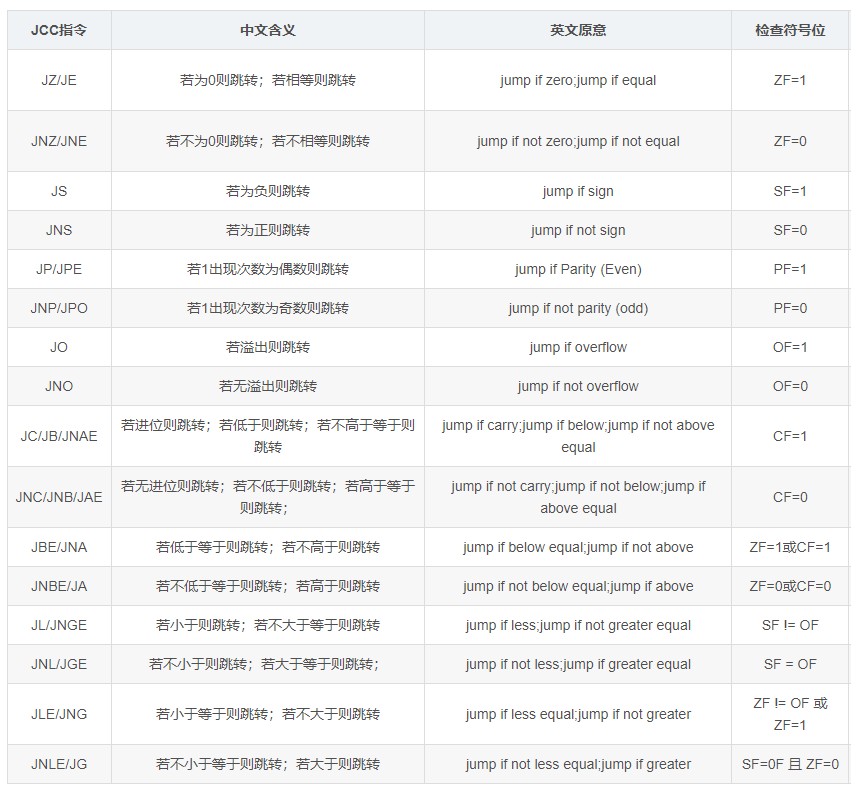 JCC指令 中文含义 英文原意 检查符号位
JZ/JE 若为0则跳转；若相等则跳转 jump if zero;jump if equal ZF=1
JNZ/JNE 若不为0则跳转；若不相等则跳转 jump if not zero;jump if not equal ZF=0
JS 若为负则跳转 jump if sign SF=1
JNS 若为正则跳转 jump if not sign SF=0
JP/JPE 若1出现次数为偶数则跳转 jump if Parity (Even) PF=1
JNP/JPO 若1出现次数为奇数则跳转 jump if not parity (odd) PF=0
JO 若溢出则跳转 jump if overflow OF=1
JNO 若无溢出则跳转 jump if not overflow OF=0
JC/JB/JNAE 若进位则跳转；若低于则跳转；若不高于等于则 jump if carry;jump if below;jump if not above CF=1
跳转 equal
JNC/JNB/JAE 若无进位则跳转；若不低于则跳转；若高于等于 jump if not carry;jump if not below;jump if CF=0
则跳转； above equal
JBE/JNA 若低于等于则跳转；若不高于则跳转 jump if below equal;jump if not above ZF=1或CF=1
JNBE/JA 若不低于等于则跳转；若高于则跳转 jump if not below equal;jump if above ZF=0或CF=0
JL/JNGE 若小于则跳转；若不大于等于则跳转 jump if less;jump if not greater equal SF != OF
JNL/JGE 若不小于则跳转；若大于等于则跳转； jump if not less;jump if greater equal SF = OF
JLE/JNG 若小于等于则跳转；若不大于则跳转 jump if less equal;jump if not greater ZF != OF 或
ZF=1
JNLE/JG 若不小于等于则跳转；若大于则跳转 jump if not less equal;jump if greater SF=0F 且 ZF=0